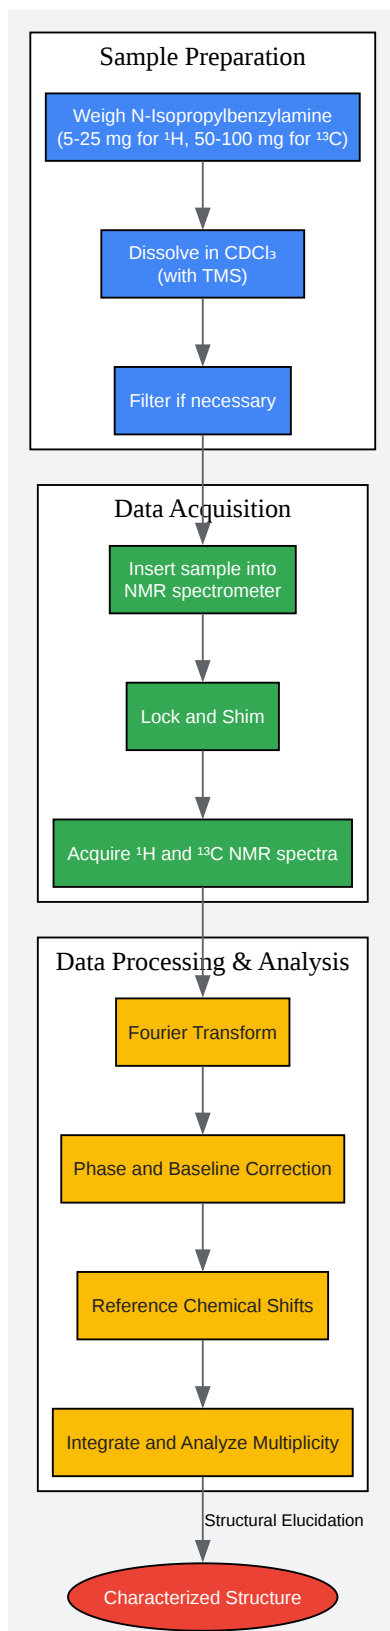 Sample Preparation
Weigh N-Isopropylbenzylamine
(5-25 mg for ¹H, 50-100 mg for ¹³C)
Dissolve in CDCl₃
(with TMS)
Filter if necessary
Data Acquisition
Insert sample into
NMR spectrometer
Lock and Shim
Acquire ¹H and ¹³C NMR spectra
Data Processing & Analysis
Fourier Transform
Phase and Baseline Correction
Reference Chemical Shifts
Integrate and Analyze Multiplicity
Structural Elucidation
Characterized Structure